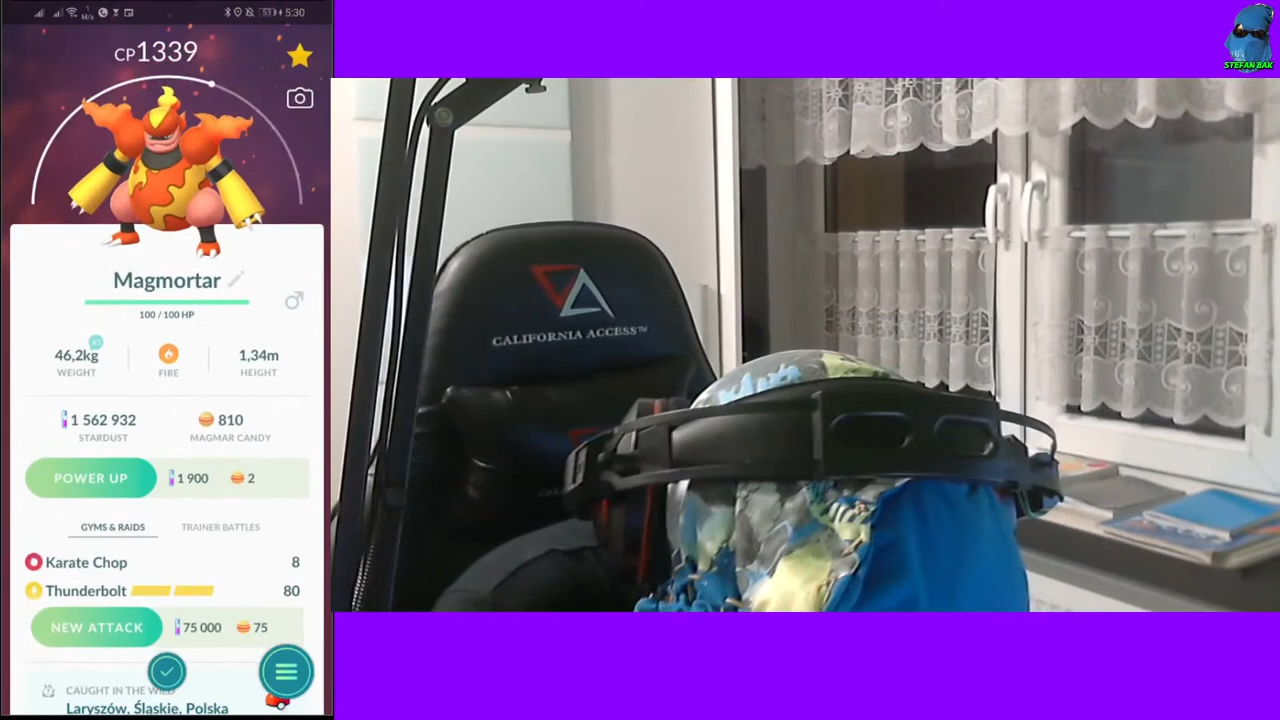 M/s 53 5:30
CP1339
Magmortar
100 / 100 HP
46,2kg XS 1,34m
WEIGHT FIRE HEIGHT
1 562 932 810
STARDUST MAGMAR CANDY
POWER UP 1 900 2
GYMS & RAIDS TRAINER BATTLES
Karate Chop 8
Thunderbolt 80
NEW ATTACK 75 000 75
CAUGHT IN THE WILD
Laryszów, Śląskie, Polska
CALIFORNIA ACCESS™
STEFAN BAK